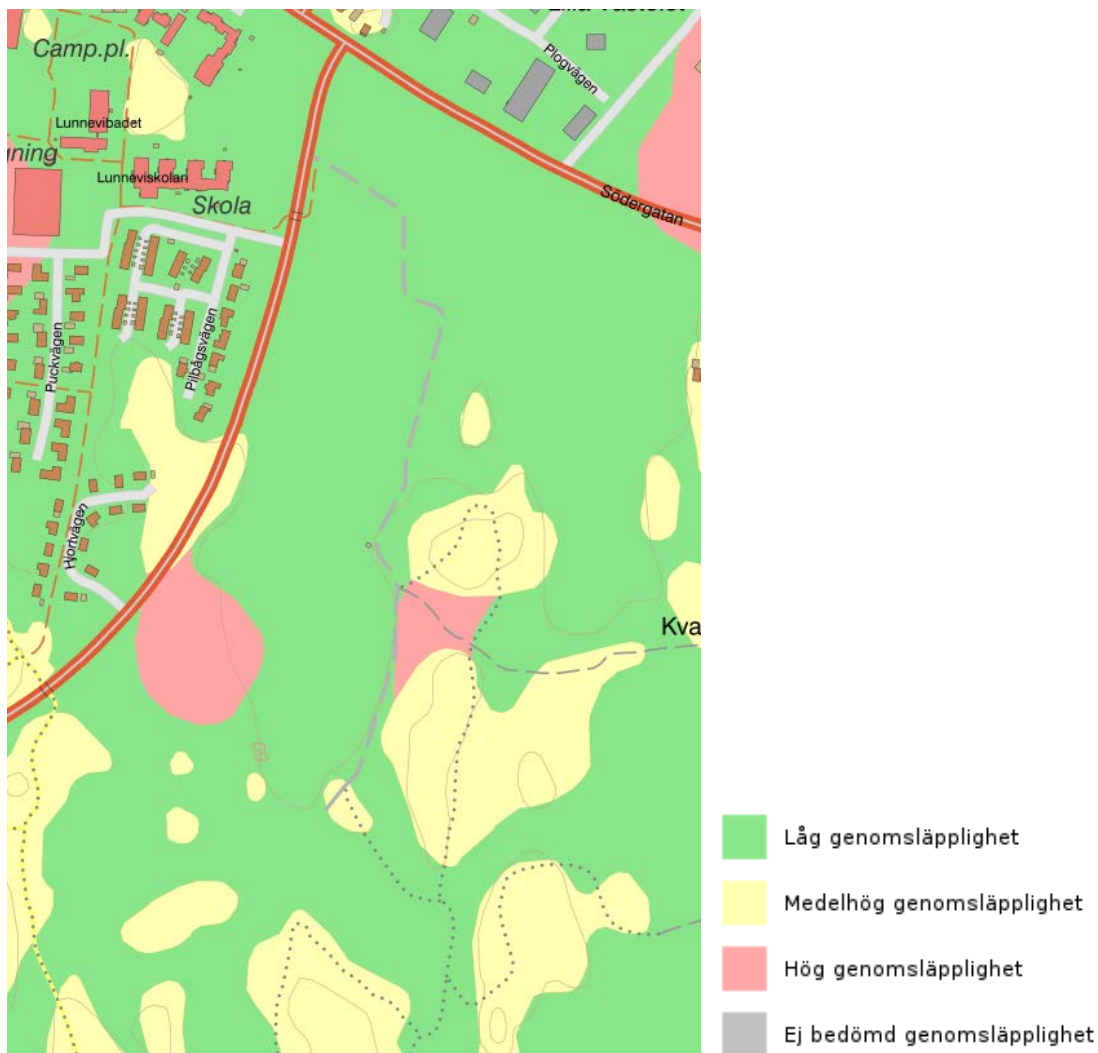 Camp.pl.
Plogvägen
Lunnevibadet
Lunneviskolan
Skola
Södergatan
Puckvägen
Pilbågsvägen
Hjortvägen
Kva
Låg genomsläpplighet
Medelhög genomsläpplighet
Hög genomsläpplighet
Ej bedömd genomsläpplighet